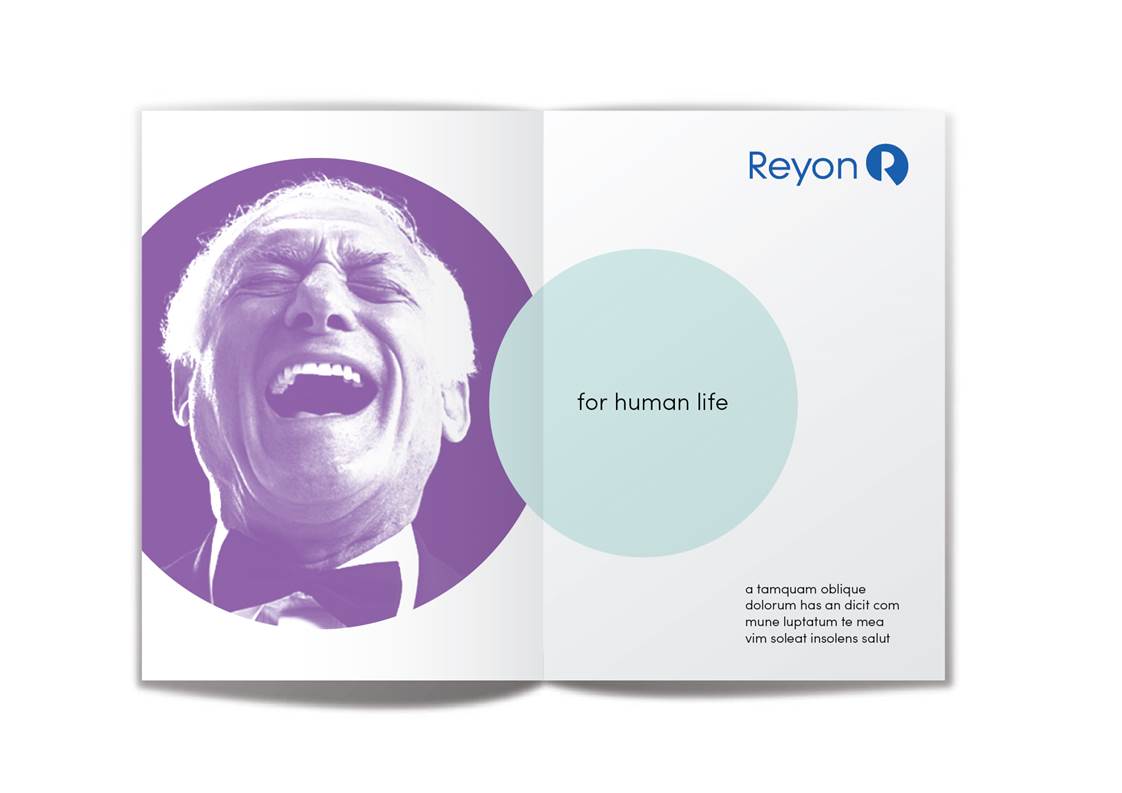 Reyon
for human life
a tamquam oblique
dolorum has an dicit com
mune luptatum te mea
vim soleat insolens salut